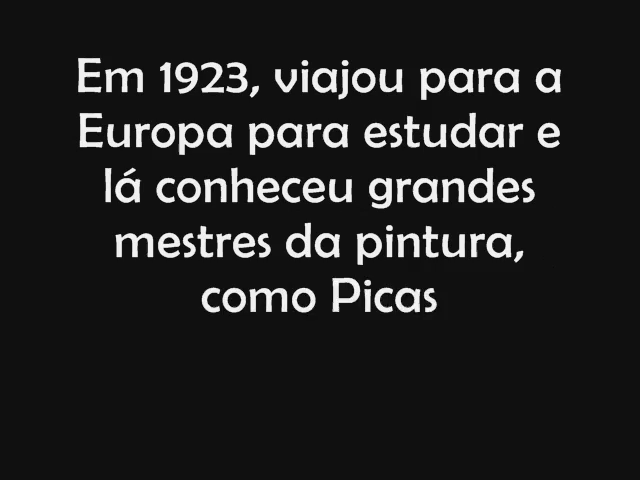 Em 1923, viajou para a
Europa para estudar e
lá conheceu grandes
mestres da pintura,
como Picas